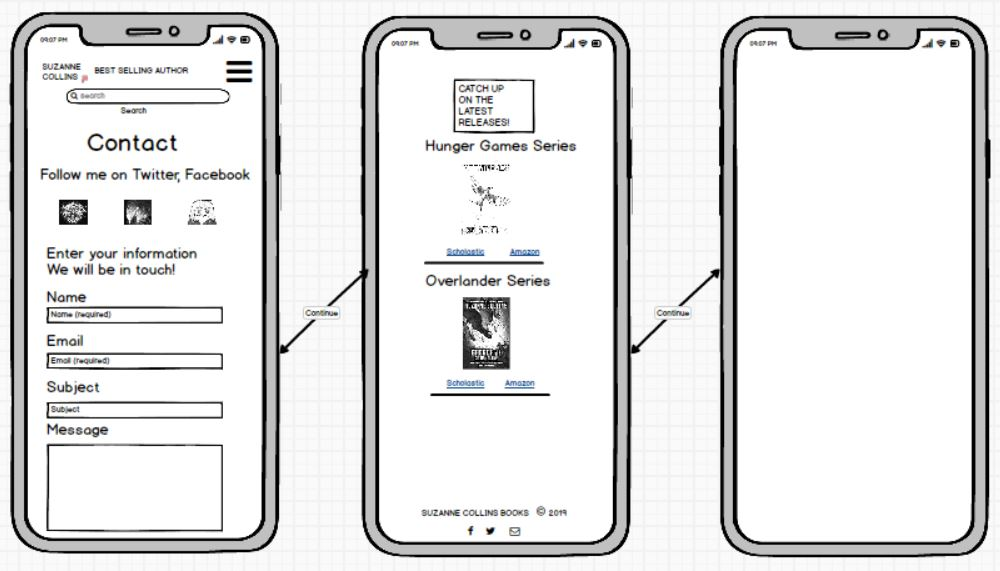 09:07 PM
SUZANNE
COLLINS
BEST SELLING AUTHOR
search
Search
Contact
Follow me on Twitter, Facebook
Enter your information
We will be in touch!
Name
Name (required)
Email
Email (required)
Subject
Subject
Message
Continue
09:07 PM
CATCH UP
ON THE
LATEST
RELEASES!
Hunger Games Series
Scholastic Amazon
Overlander Series
Scholastic Amazon
SUZANNE COLLINS BOOKS © 2019
Continue
09:07 PM